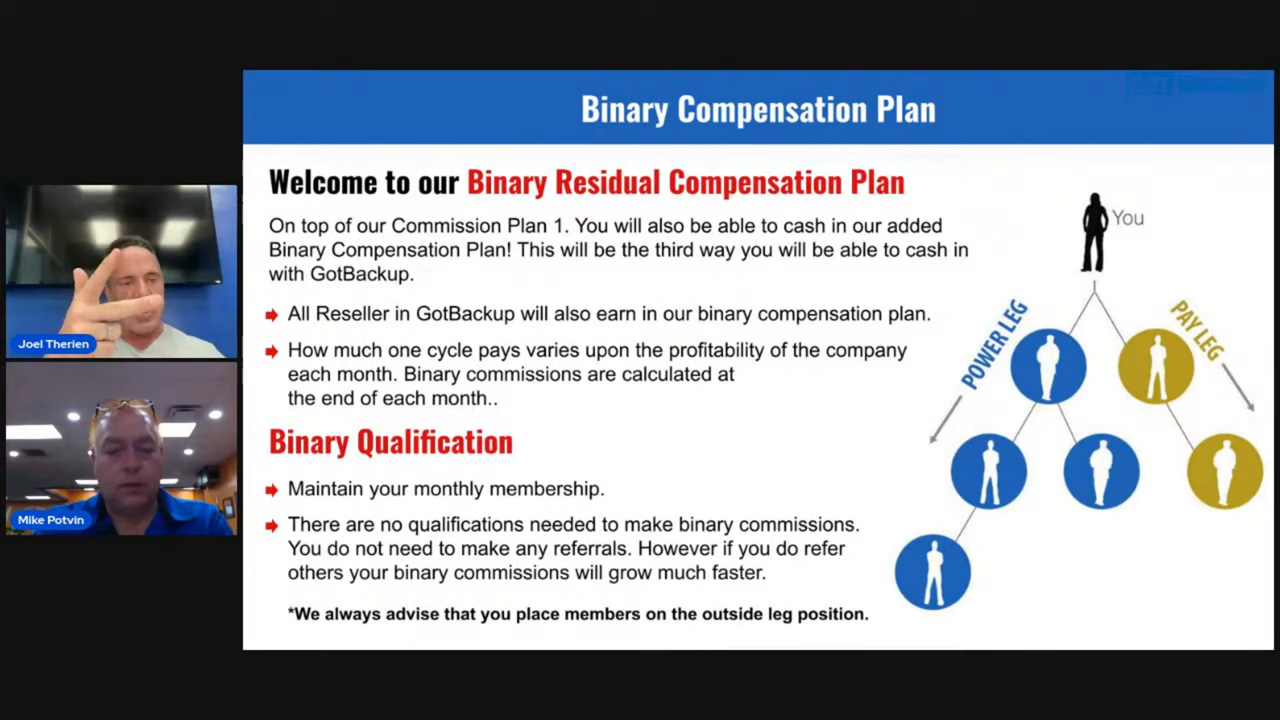 Binary Compensation Plan
Welcome to our Binary Residual Compensation Plan
On top of our Commission Plan 1. You will also be able to cash in our added
Binary Compensation Plan! This will be the third way you will be able to cash in
with GotBackup.
All Reseller in GotBackup will also earn in our binary compensation plan.
How much one cycle pays varies upon the profitability of the company
each month. Binary commissions are calculated at
the end of each month..
Binary Qualification
Maintain your monthly membership.
There are no qualifications needed to make binary commissions.
You do not need to make any referrals. However if you do refer
others your binary commissions will grow much faster.
*We always advise that you place members on the outside leg position.
You
POWER LEG
PAY LEG
Joel Therien
Mike Potvin